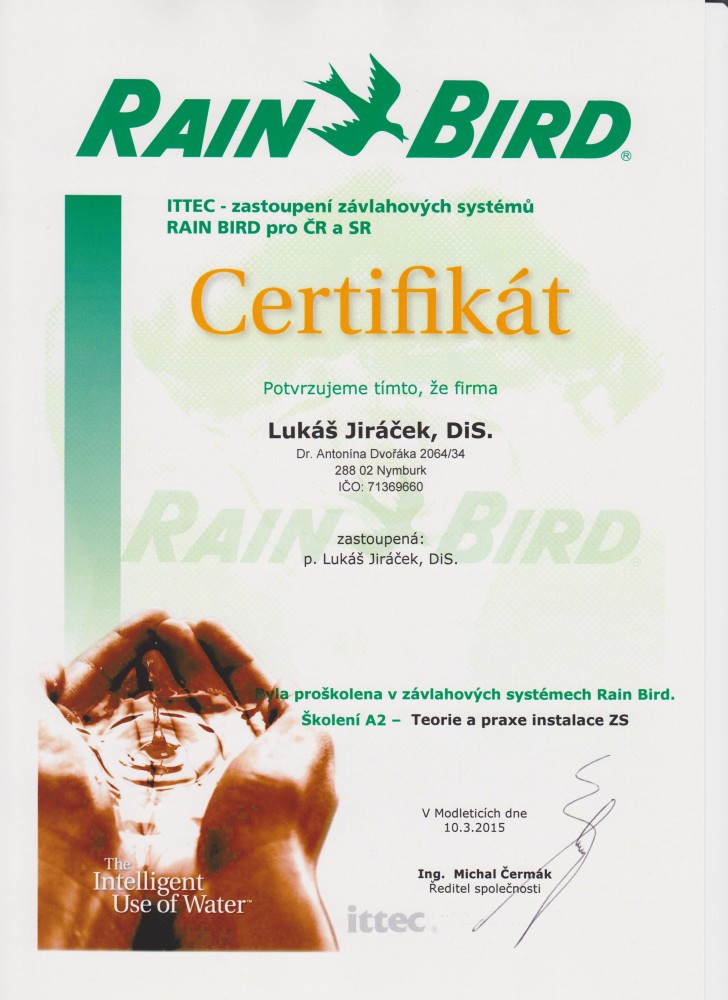 RAIN BIRD®
ITTEC - zastoupení závlahových systémů
RAIN BIRD pro ČR a SR
Certifikát
Potvrzujeme tímto, že firma
Lukáš Jiráček, DiS.
Dr. Antonína Dvořáka 2064/34
288 02 Nymburk
IČO: 71369660
RAIN BIRD
zastoupená:
p. Lukáš Jiráček, DiS.
Byla proškolena v závlahových systémech Rain Bird.
Školení A2 – Teorie a praxe instalace ZS
V Modleticích dne
10.3.2015
Ing. Michal Čermák
Ředitel společnosti
The
Intelligent
Use of Water™
ittec